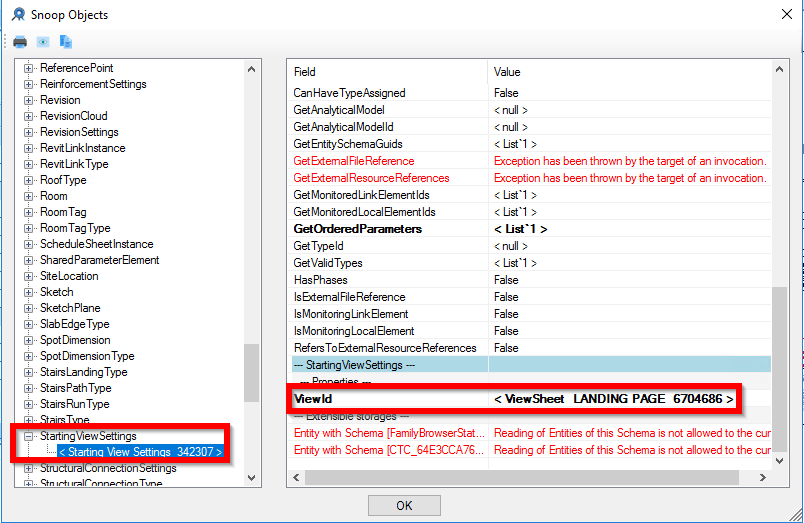 Snoop Objects
ReferencePoint
ReinforcementSettings
Revision
RevisionCloud
RevisionSettings
RevitLinkInstance
RevitLinkType
RoofType
Room
RoomTag
RoomTagType
ScheduleSheetInstance
SharedParameterElement
SiteLocation
Sketch
SketchPlane
SlabEdgeType
SpotDimension
SpotDimensionType
StairsLandingType
StairsPathType
StairsRunType
StairsType
StartingViewSettings
< Starting View Settings 342307 >
StructuralConnectionSettings
StructuralConnectionType
Field Value
CanHaveTypeAssigned False
GetAnalyticalModel < null >
GetAnalyticalModelId < null >
GetEntitySchemaGuids < List`1 >
GetExternalFileReference Exception has been thrown by the target of an invocation.
GetExternalResourceReferences Exception has been thrown by the target of an invocation.
GetMonitoredLinkElementIds < List`1 >
GetMonitoredLocalElementIds < List`1 >
GetOrderedParameters < List`1 >
GetTypeId < null >
GetValidTypes < List`1 >
HasPhases False
IsExternalFileReference False
IsMonitoringLinkElement False
IsMonitoringLocalElement False
RefersToExternalResourceReferences False
--- StartingViewSettings ---
--- Properties ---
ViewId < ViewSheet LANDING PAGE 6704686 >
--- Extensible storages ---
Entity with Schema [FamilyBrowserStat... Reading of Entities of this Schema is not allowed to the cur
Entity with Schema [CTC_64E3CCA76... Reading of Entities of this Schema is not allowed to the cur
OK